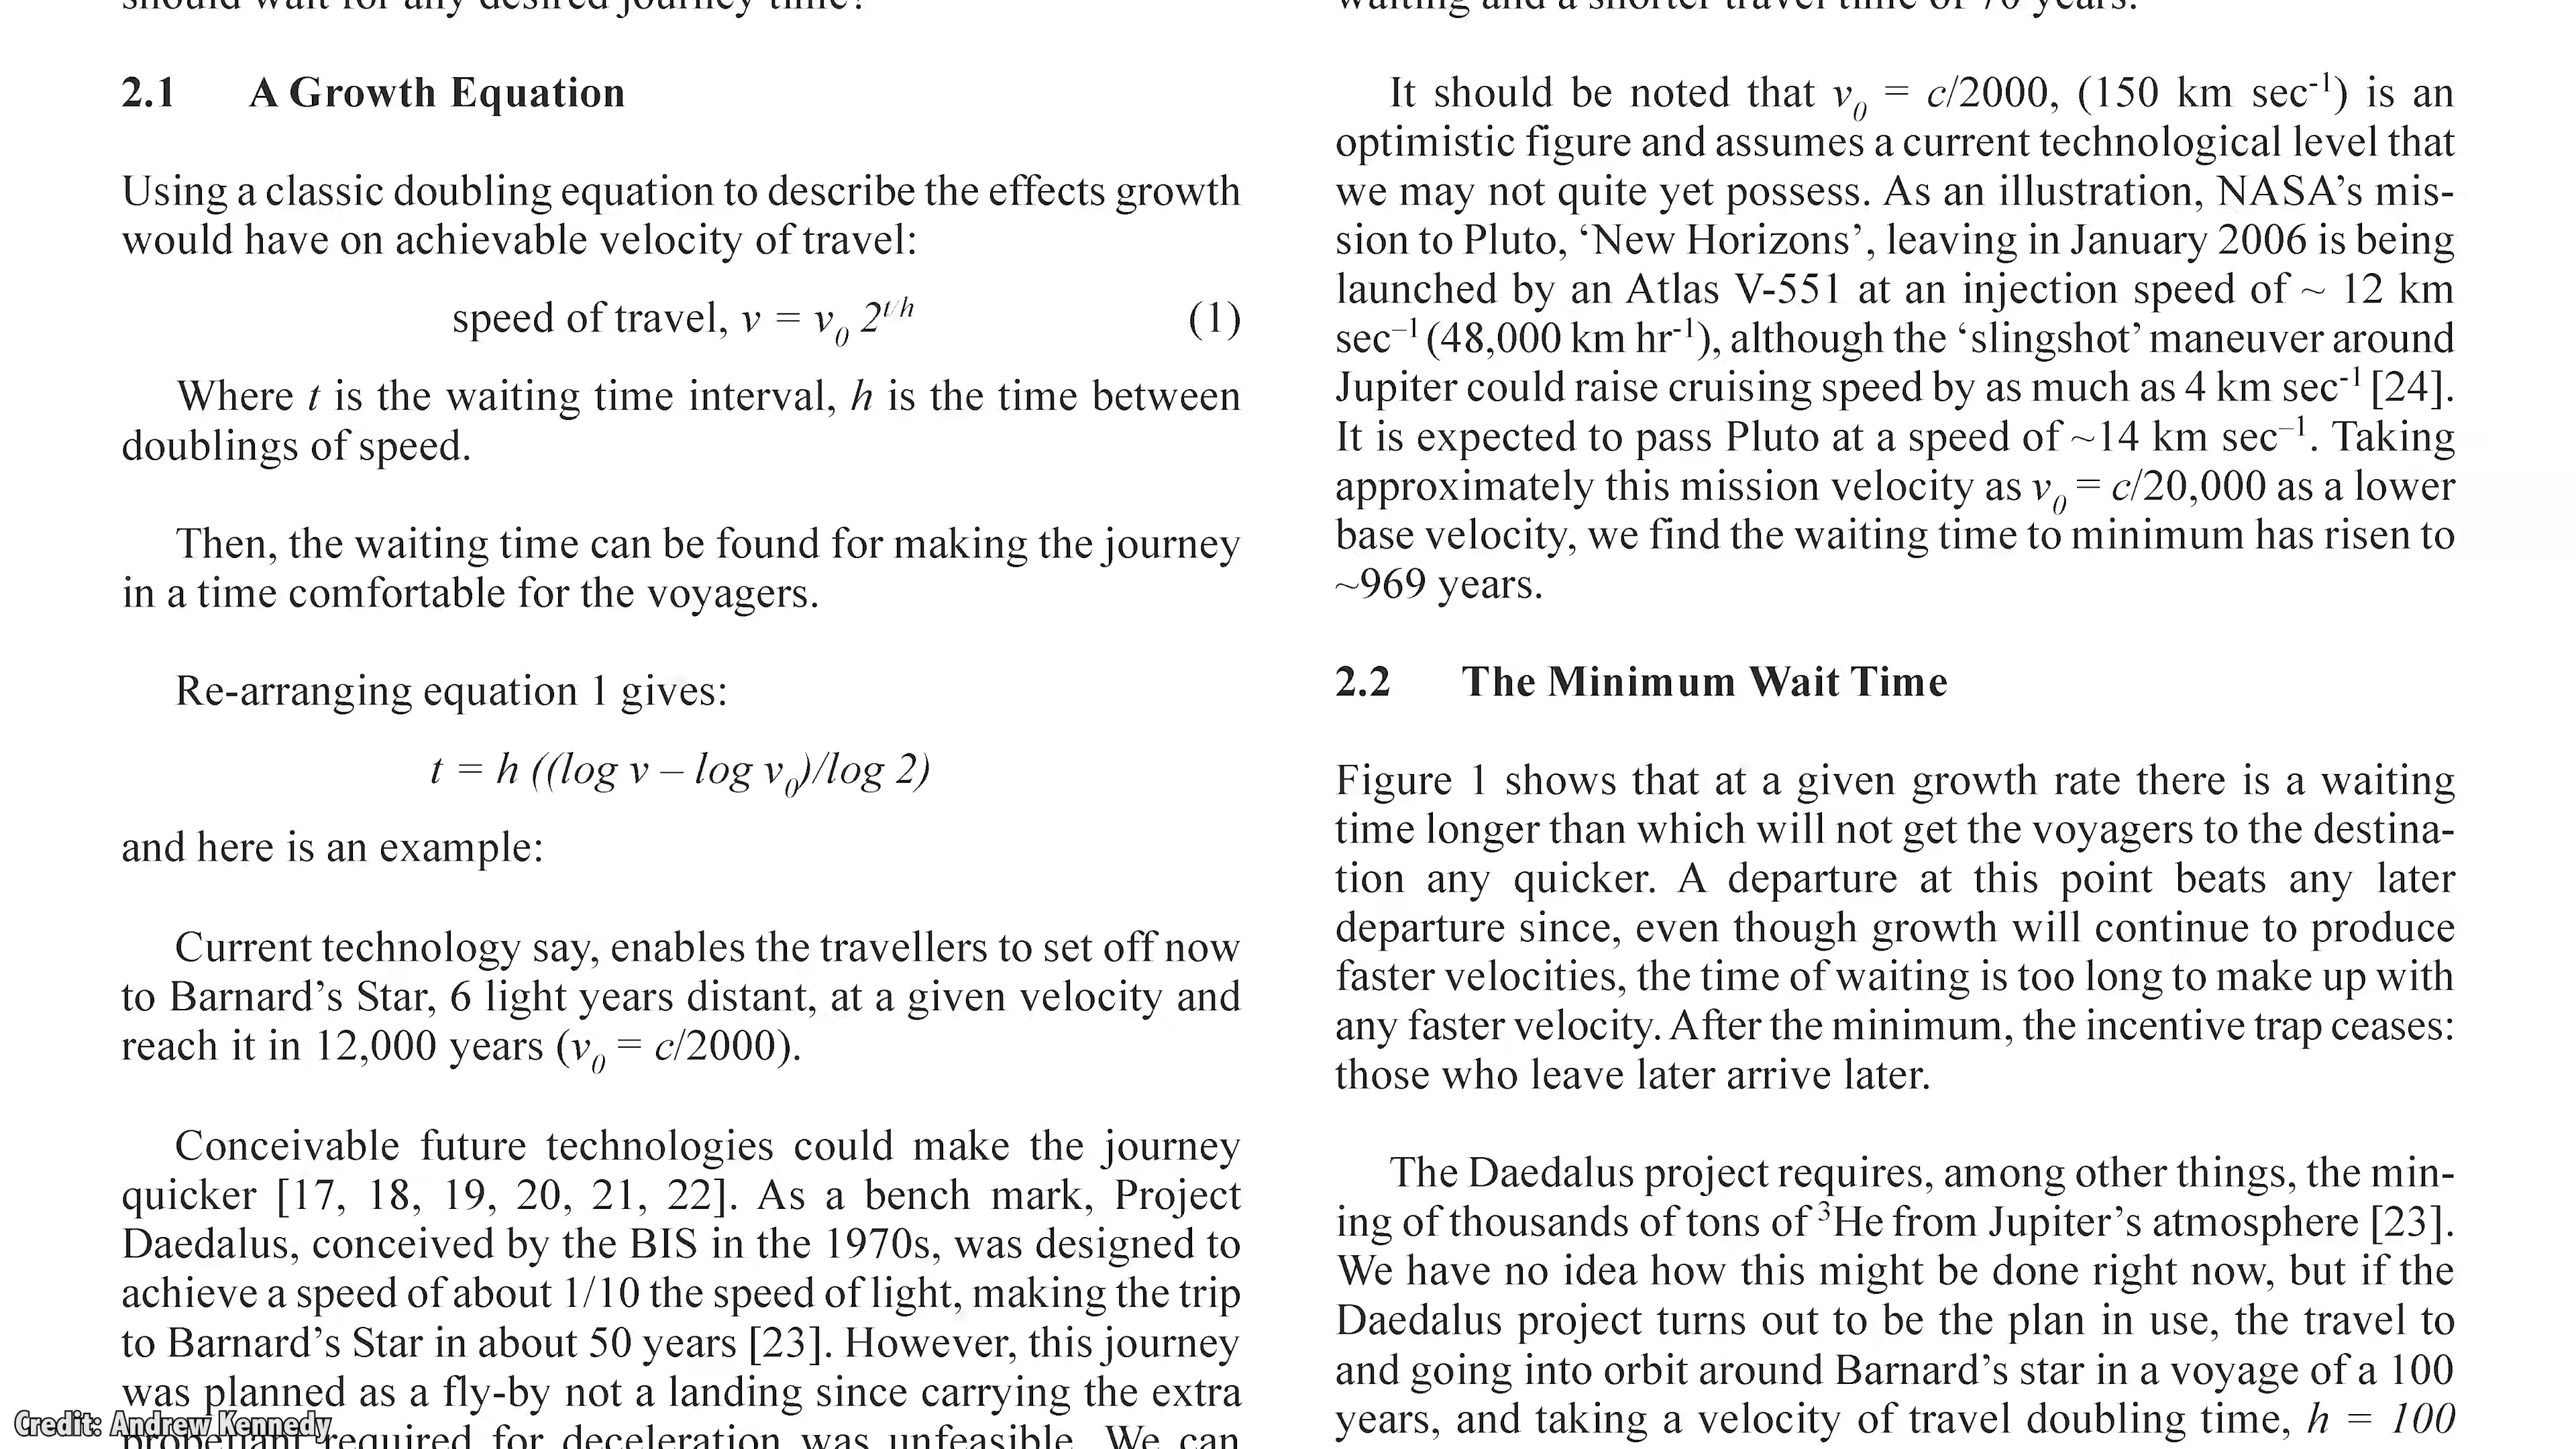 should wait for any desired journey time?
2.1 A Growth Equation
Using a classic doubling equation to describe the effects growth
would have on achievable velocity of travel:
speed of travel, v = v₀ 2^{t/h} (1)
Where t is the waiting time interval, h is the time between
doublings of speed.
Then, the waiting time can be found for making the journey
in a time comfortable for the voyagers.
Re-arranging equation 1 gives:
t = h ((log v – log v₀)/log 2)
and here is an example:
Current technology say, enables the travellers to set off now
to Barnard’s Star, 6 light years distant, at a given velocity and
reach it in 12,000 years (v₀ = c/2000).
Conceivable future technologies could make the journey
quicker [17, 18, 19, 20, 21, 22]. As a bench mark, Project
Daedalus, conceived by the BIS in the 1970s, was designed to
achieve a speed of about 1/10 the speed of light, making the trip
to Barnard’s Star in about 50 years [23]. However, this journey
was planned as a fly-by not a landing since carrying the extra
propellant required for deceleration was unfeasible. We can
waiting and a shorter travel time of 70 years.
It should be noted that v₀ = c/2000, (150 km sec⁻¹) is an
optimistic figure and assumes a current technological level that
we may not quite yet possess. As an illustration, NASA’s mis-
sion to Pluto, ‘New Horizons’, leaving in January 2006 is being
launched by an Atlas V-551 at an injection speed of ~ 12 km
sec⁻¹ (48,000 km hr⁻¹), although the ‘slingshot’ maneuver around
Jupiter could raise cruising speed by as much as 4 km sec⁻¹ [24].
It is expected to pass Pluto at a speed of ~14 km sec⁻¹. Taking
approximately this mission velocity as v₀ = c/20,000 as a lower
base velocity, we find the waiting time to minimum has risen to
~969 years.
2.2 The Minimum Wait Time
Figure 1 shows that at a given growth rate there is a waiting
time longer than which will not get the voyagers to the destina-
tion any quicker. A departure at this point beats any later
departure since, even though growth will continue to produce
faster velocities, the time of waiting is too long to make up with
any faster velocity. After the minimum, the incentive trap ceases:
those who leave later arrive later.
The Daedalus project requires, among other things, the min-
ing of thousands of tons of ³He from Jupiter’s atmosphere [23].
We have no idea how this might be done right now, but if the
Daedalus project turns out to be the plan in use, the travel to
and going into orbit around Barnard’s star in a voyage of a 100
years, and taking a velocity of travel doubling time, h = 100
Credit: Andrew Kennedy